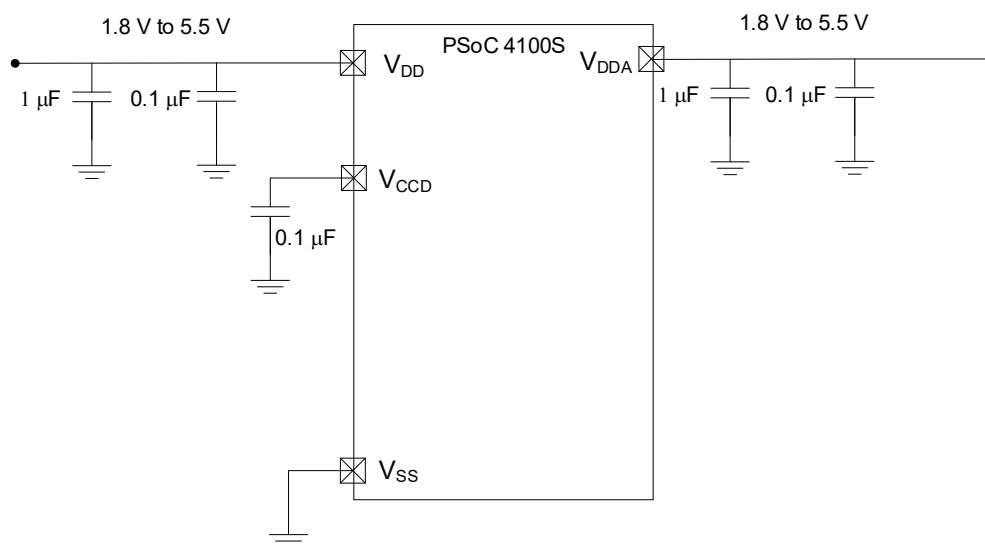 1.8 V to 5.5 V
1.8 V to 5.5 V
PSoC 4100S
VDD
VDDA
1 μF
0.1 μF
1 μF
0.1 μF
VCCD
0.1 μF
VSS